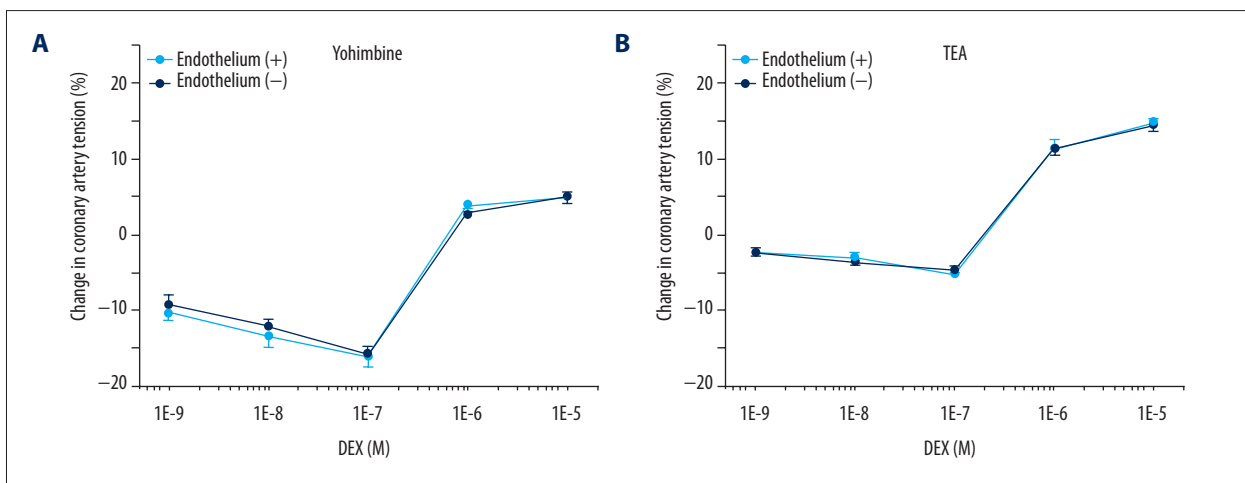 A
Yohimbine
Endothelium (+)
Endothelium (−)
Change in coronary artery tension (%)
20
10
0
−10
−20
1E-9 1E-8 1E-7 1E-6 1E-5
DEX (M)
B
TEA
Endothelium (+)
Endothelium (−)
Change in coronary artery tension (%)
20
10
0
−10
−20
1E-9 1E-8 1E-7 1E-6 1E-5
DEX (M)